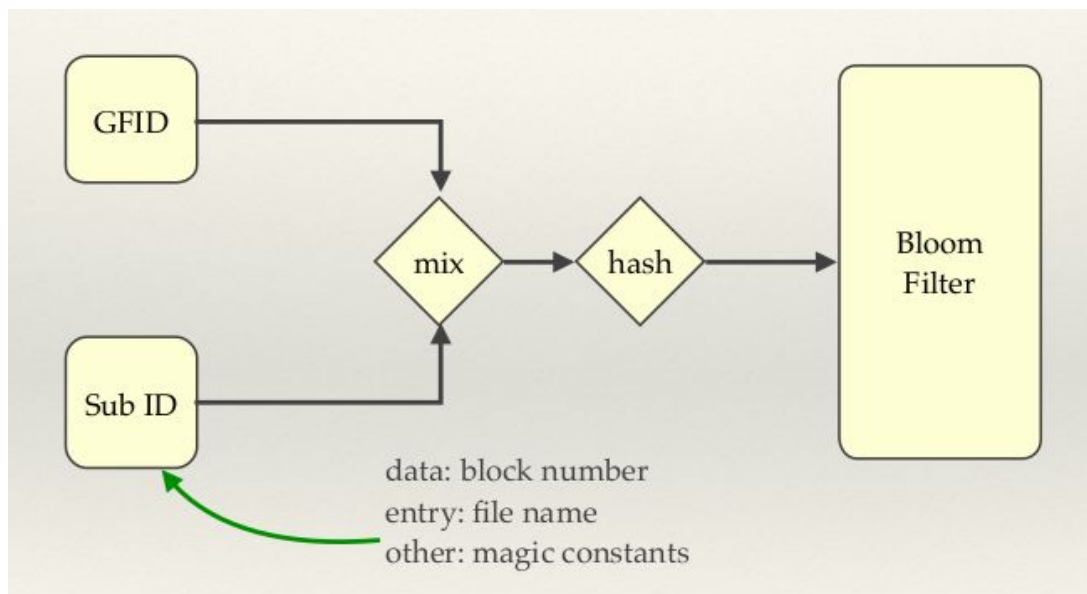 GFID
mix
hash
Bloom
Filter
Sub ID
data: block number
entry: file name
other: magic constants